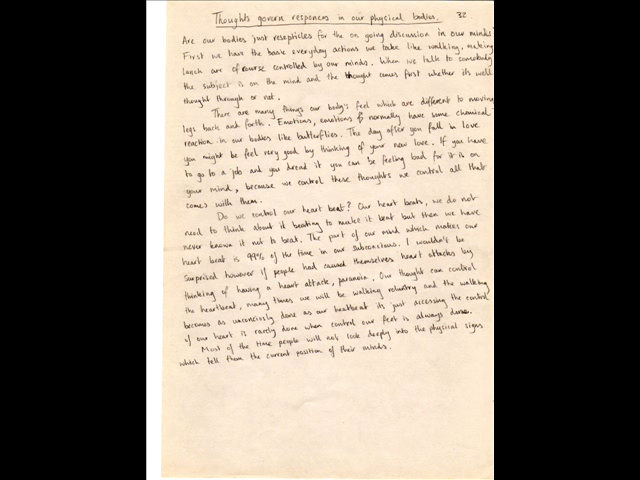 Thoughts govern responces in our physical bodies. 32
Are our bodies just resepticles for the on going discussion in our minds
First we have the basic everyday actions we take like walking, making
lunch are of course controlled by our minds. When we talk to somebody
the subject is on the mind and the thought comes first whether its well
thought through or not.
There are many things our body's feel which are different to moving
legs back and forth. Emotions, emotions normally have some chemical
reaction in our bodies like butterflies. The day after you fall in love
you might be feel very good by thinking of your new love. If you have
to go to a job and you dread it you can be feeling bad for it is on
your mind, because we control these thoughts we control all that
comes with them.
Do we control our heart beat? Our heart beats, we do not
need to think about it beating to make it beat but then we have
never known it not to beat. The part of our mind which makes our
heart beat is 99% of the time in our subconcious. I wouldn't be
surprised however if people had caused themselves heart attacks by
thinking of having a heart attack, paranoia. Our thought can control
the heartbeat, many times we will be walking and the walking
becomes as unconciously done as our heatbeat its just accessing the control
of our heart is rarely done when control our feet is always done.
Most of the time people will not look deeply into the physical signs
which tell them the current position of their minds.